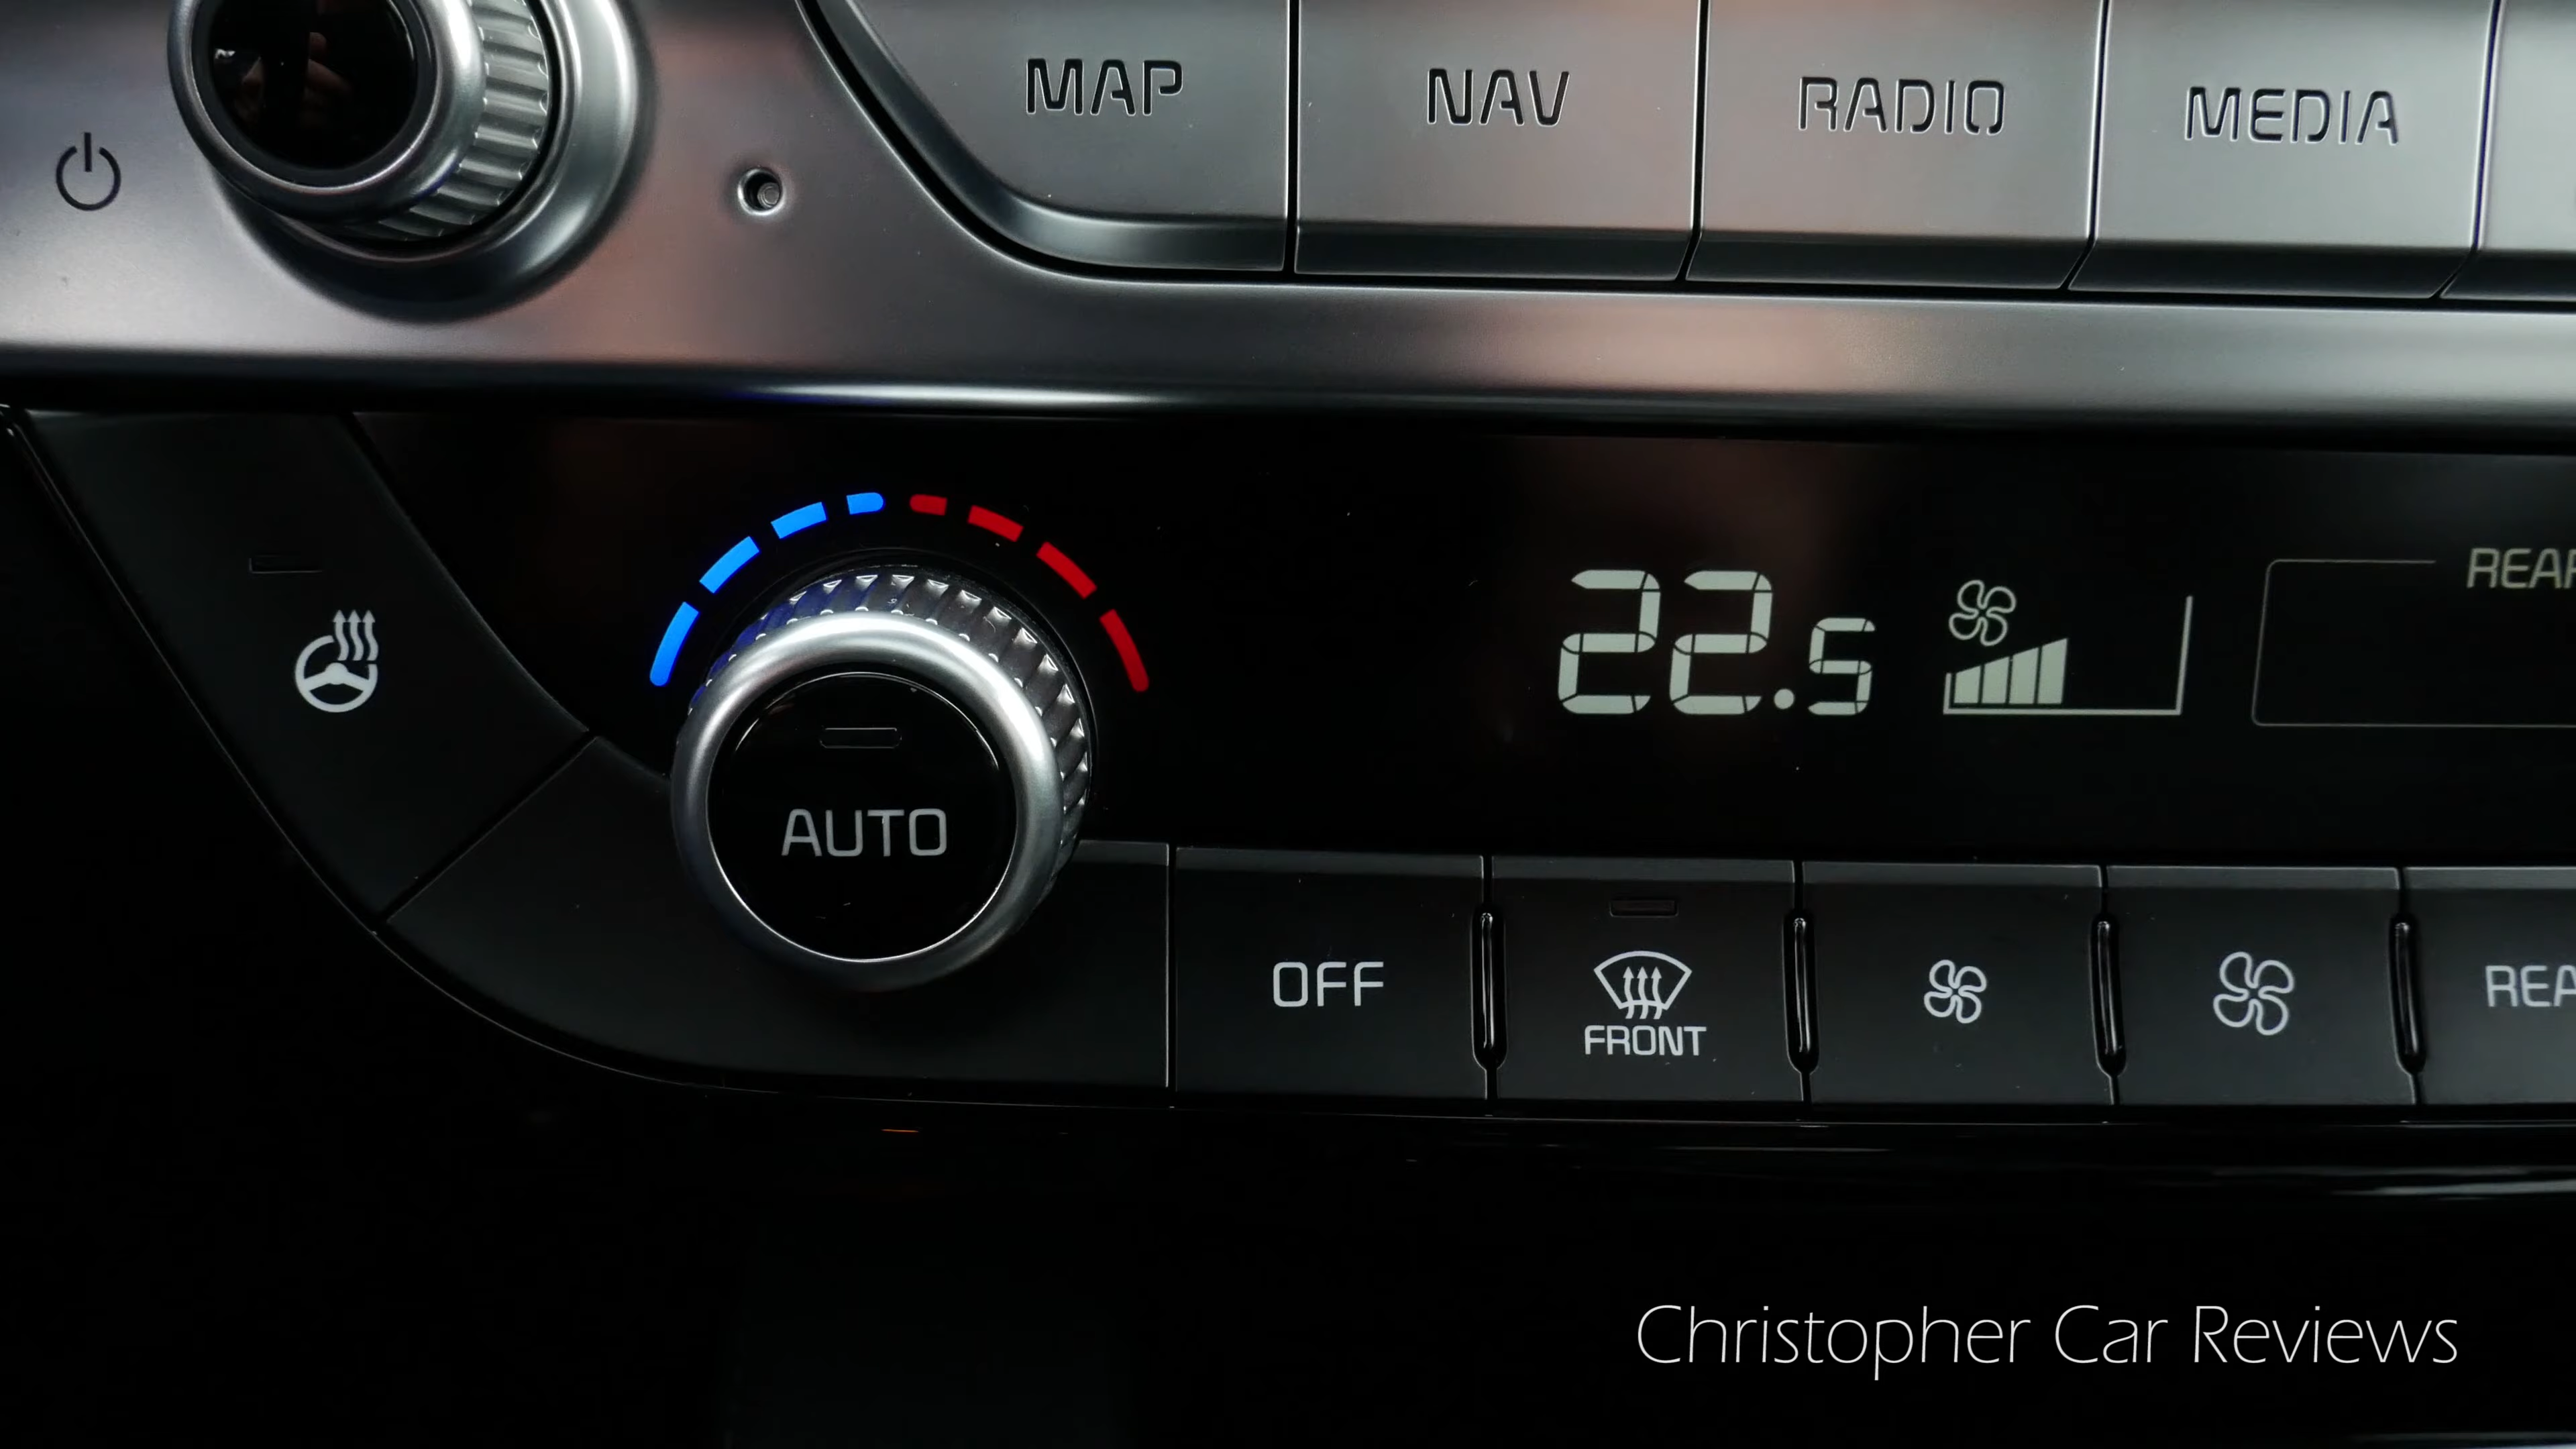 MAP NAV RADIO MEDIA
REAR
22.5
AUTO
OFF
FRONT
REA
Christopher Car Reviews